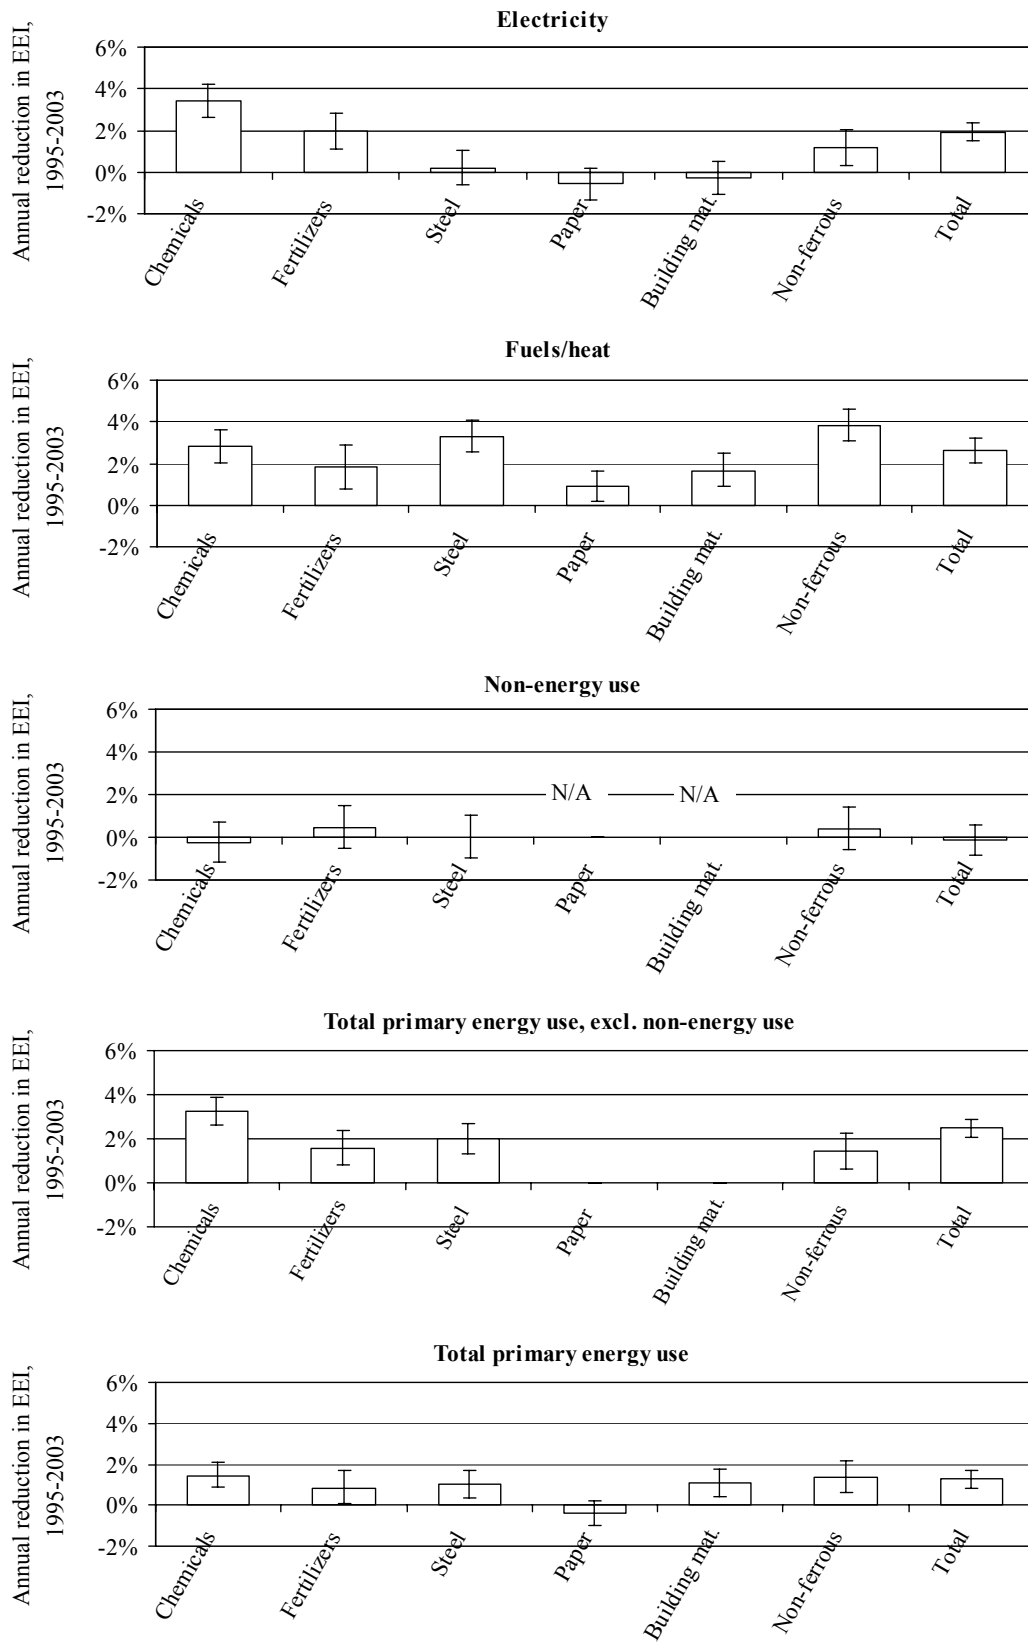 Electricity
Annual reduction in EEI,
1995-2003
6%
4%
2%
0%
-2%
Chemicals
Fertilizers
Steel
Paper
Building mat.
Non-ferrous
Total
Fuels/heat
Annual reduction in EEI,
1995-2003
6%
4%
2%
0%
-2%
Chemicals
Fertilizers
Steel
Paper
Building mat.
Non-ferrous
Total
Non-energy use
Annual reduction in EEI,
1995-2003
6%
4%
2%
0%
-2%
N/A
N/A
Chemicals
Fertilizers
Steel
Paper
Building mat.
Non-ferrous
Total
Total primary energy use, excl. non-energy use
Annual reduction in EEI,
1995-2003
6%
4%
2%
0%
-2%
Chemicals
Fertilizers
Steel
Paper
Building mat.
Non-ferrous
Total
Total primary energy use
Annual reduction in EEI,
1995-2003
6%
4%
2%
0%
-2%
Chemicals
Fertilizers
Steel
Paper
Building mat.
Non-ferrous
Total